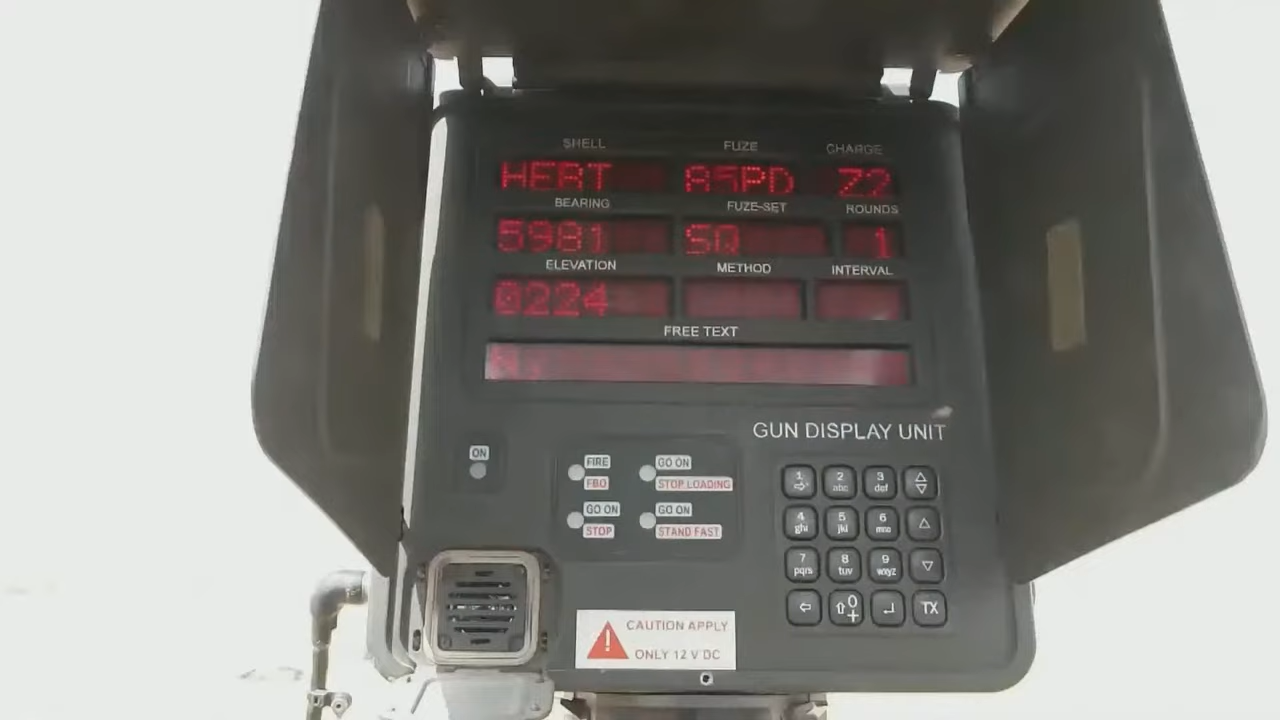 SHELL FUZE CHARGE
HERT A5PD Z2
BEARING FUZE-SET ROUNDS
5981 SQ 1
ELEVATION METHOD INTERVAL
0224
FREE TEXT
GUN DISPLAY UNIT
ON
FIRE GO ON
FBO STOP LOADING
GO ON GO ON
STOP STAND FAST
1 2 abc 3 def
4 ghi 5 jkl 6 mno
7 pqrs 8 tuv 9 wxyz
0 TX
CAUTION APPLY
ONLY 12 V DC